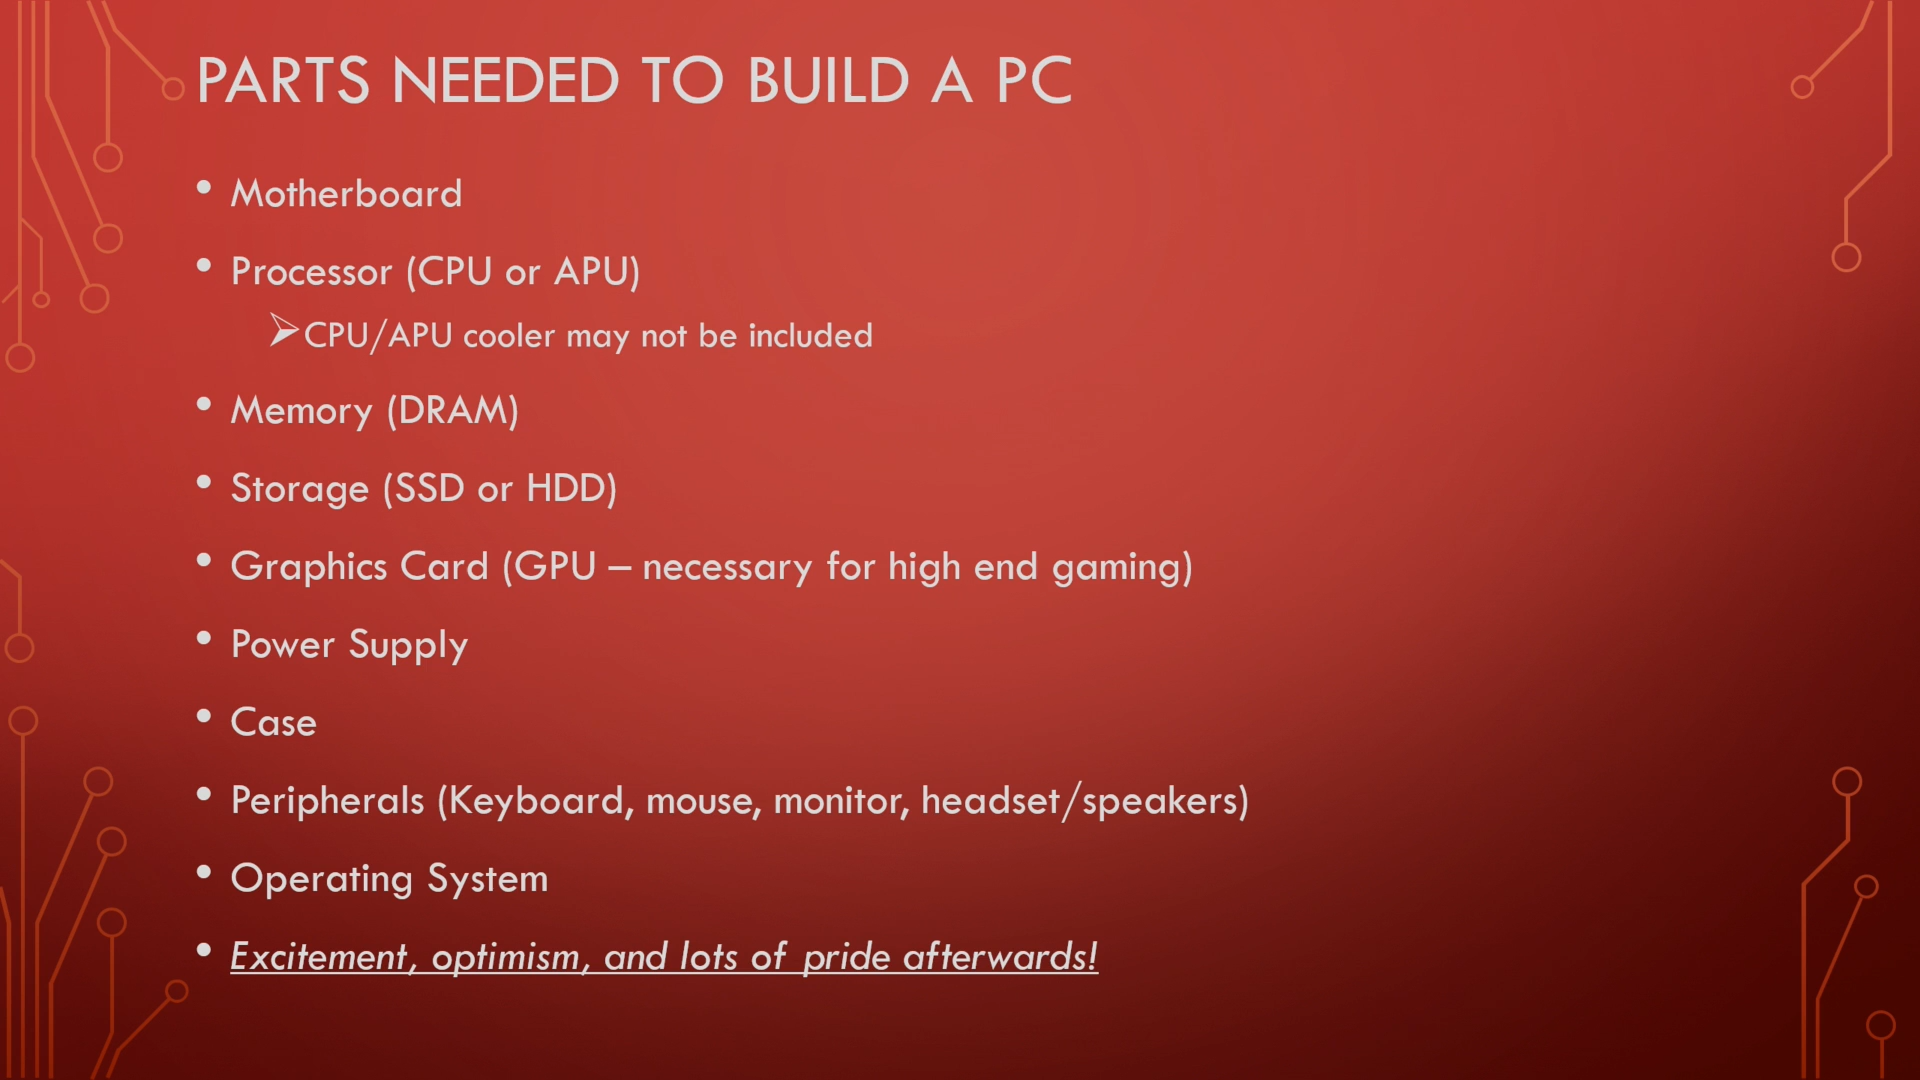 PARTS NEEDED TO BUILD A PC
• Motherboard
• Processor (CPU or APU)
➢ CPU/APU cooler may not be included
• Memory (DRAM)
• Storage (SSD or HDD)
• Graphics Card (GPU – necessary for high end gaming)
• Power Supply
• Case
• Peripherals (Keyboard, mouse, monitor, headset/speakers)
• Operating System
• Excitement, optimism, and lots of pride afterwards!